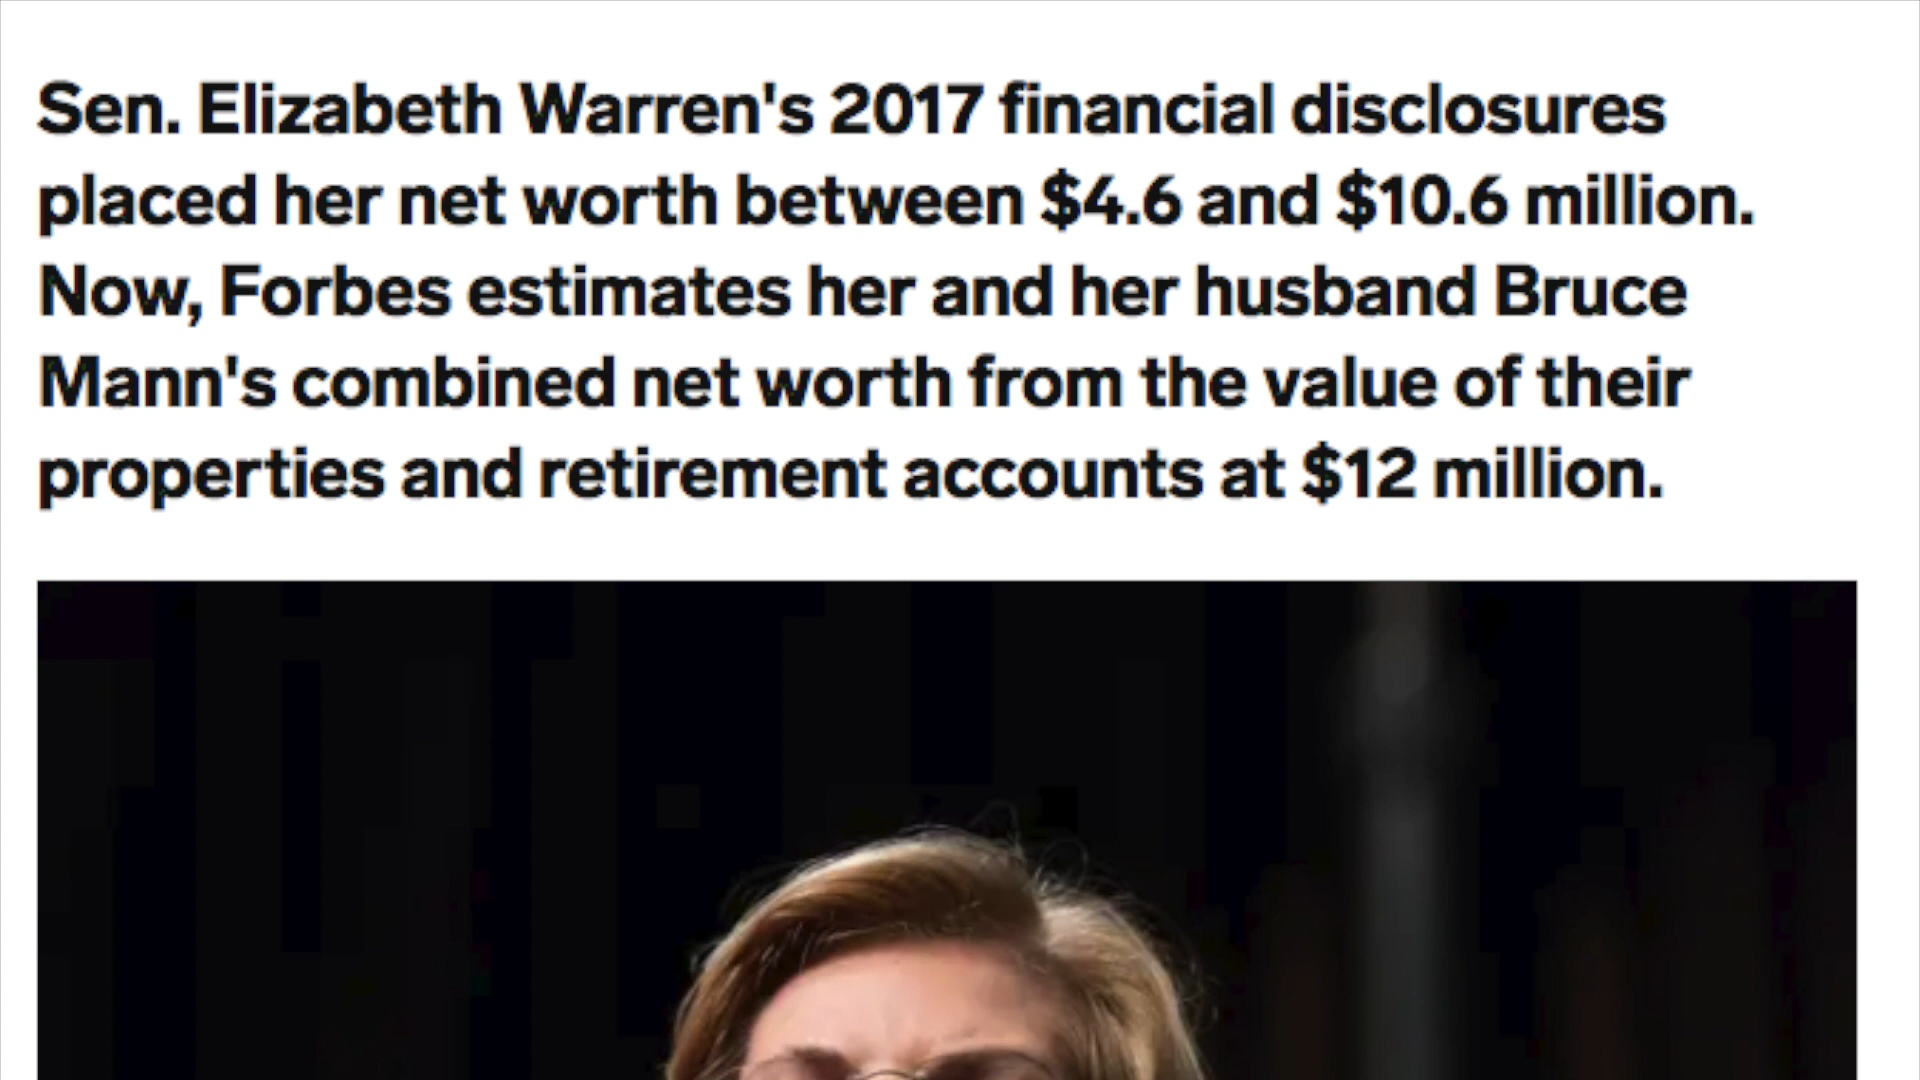 Sen. Elizabeth Warren's 2017 financial disclosures
placed her net worth between $4.6 and $10.6 million.
Now, Forbes estimates her and her husband Bruce
Mann's combined net worth from the value of their
properties and retirement accounts at $12 million.